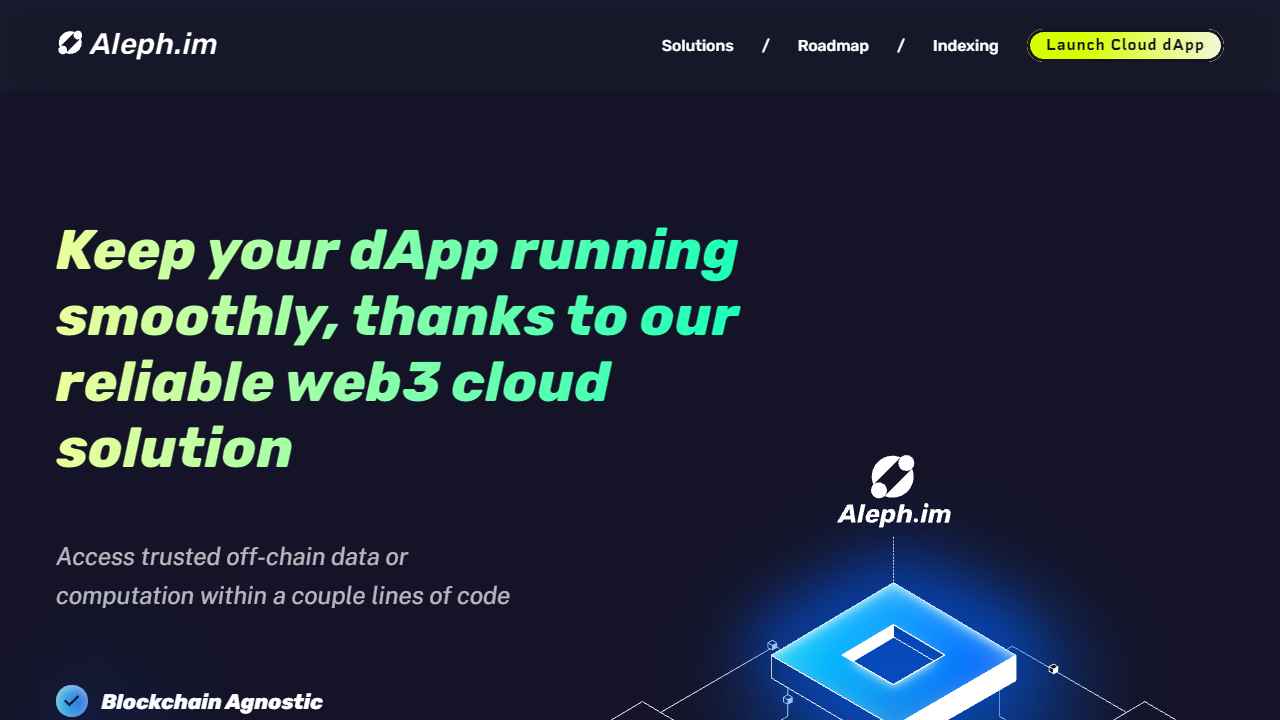 Aleph.im
Solutions / Roadmap / Indexing Launch Cloud dApp
Keep your dApp running
smoothly, thanks to our
reliable web3 cloud
solution
Aleph.im
Access trusted off-chain data or
computation within a couple lines of code
Blockchain Agnostic